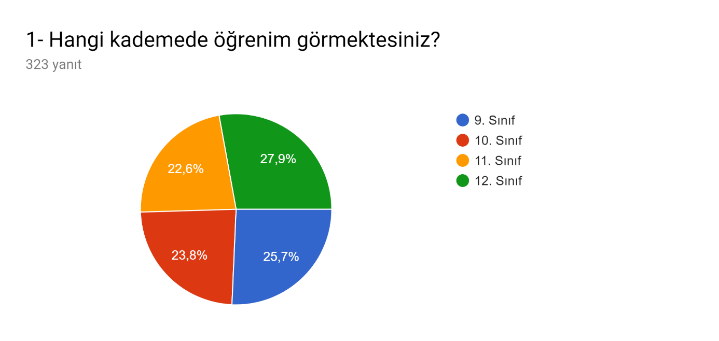 1- Hangi kademede öğrenim görmektesiniz?
323 yanıt
9. Sınıf
10. Sınıf
11. Sınıf
12. Sınıf
27,9%
22,6%
23,8%
25,7%